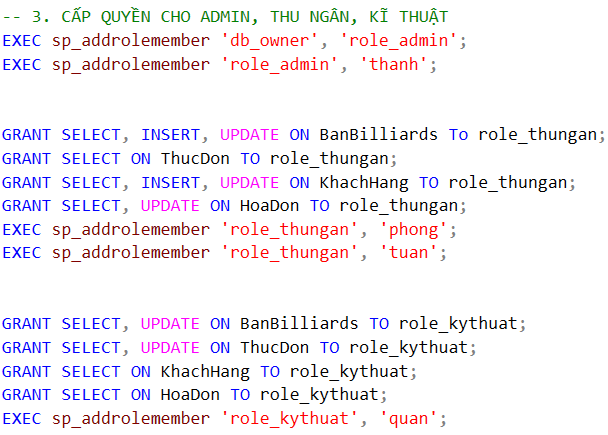 -- 3. CẤP QUYỀN CHO ADMIN, THU NGÂN, KĨ THUẬT
EXEC sp_addrolemember 'db_owner', 'role_admin';
EXEC sp_addrolemember 'role_admin', 'thanh';
GRANT SELECT, INSERT, UPDATE ON BanBilliards To role_thungan;
GRANT SELECT ON ThucDon TO role_thungan;
GRANT SELECT, INSERT, UPDATE ON KhachHang TO role_thungan;
GRANT SELECT, UPDATE ON HoaDon TO role_thungan;
EXEC sp_addrolemember 'role_thungan', 'phong';
EXEC sp_addrolemember 'role_thungan', 'tuan';
GRANT SELECT, UPDATE ON BanBilliards TO role_kythuat;
GRANT SELECT, UPDATE ON ThucDon TO role_kythuat;
GRANT SELECT ON KhachHang TO role_kythuat;
GRANT SELECT ON HoaDon TO role_kythuat;
EXEC sp_addrolemember 'role_kythuat', 'quan';